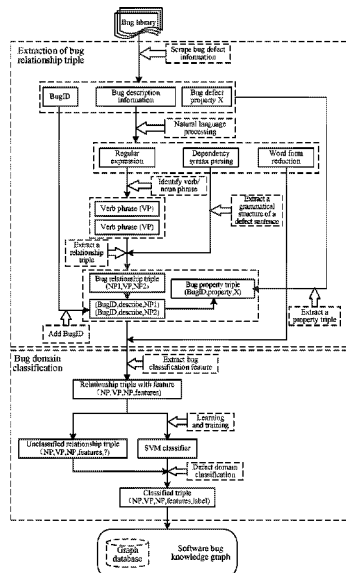 Bug library
Extraction of bug
relationship triple
Scrape bug defect
information
BugID
Bug description
information
Bug defect
property X
Natural language
processing
Regular
expression
Dependency
syntax parsing
Word form
reduction
Identify verb/
noun phrase
Verb phrase (VP)
Verb phrase (VP)
Extract a
grammatical
structure of a
defect sentence
Extract a
relationship
triple
Bug relationship triple
(NP1,VP,NP2)
(BugID,describe,NP1)
(BugID,describe,NP2)
Bug property triple
(BugID,property,X)
Add BugID
Extract a
property triple
Bug domain
classification
Extract bug
classification feature
Relationship triple with feature
(NP,VP,NP,features)
Learning
and training
Unclassified relationship triple
(NP,VP,NP,features,?)
SVM classifier
Defect domain
classification
Classified triple
(NP,VP,NP,features,label)
Graph
database
Software bug
knowledge graph